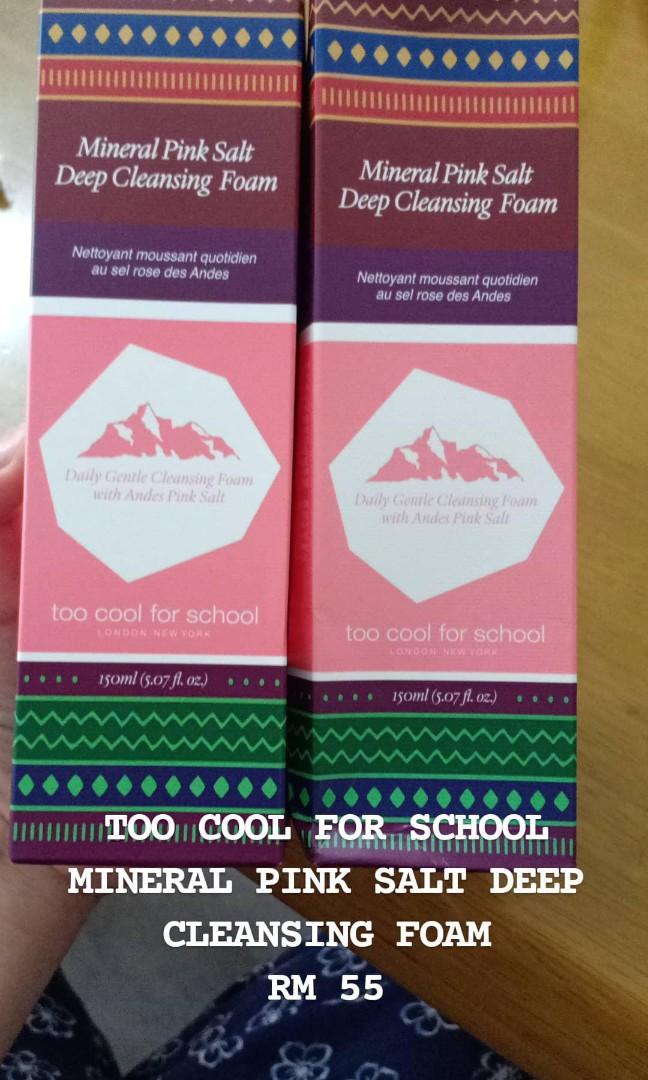 Mineral Pink Salt
Deep Cleansing Foam
Nettoyant moussant quotidien
au sel rose des Andes
Daily Gentle Cleansing Foam
with Andes Pink Salt
too cool for school
LONDON NEW YORK
150ml (5.07 fl. oz.)
Mineral Pink Salt
Deep Cleansing Foam
Nettoyant moussant quotidien
au sel rose des Andes
Daily Gentle Cleansing Foam
with Andes Pink Salt
too cool for school
LONDON NEW YORK
150ml (5.07 fl. oz.)
TOO COOL FOR SCHOOL
MINERAL PINK SALT DEEP
CLEANSING FOAM
RM 55